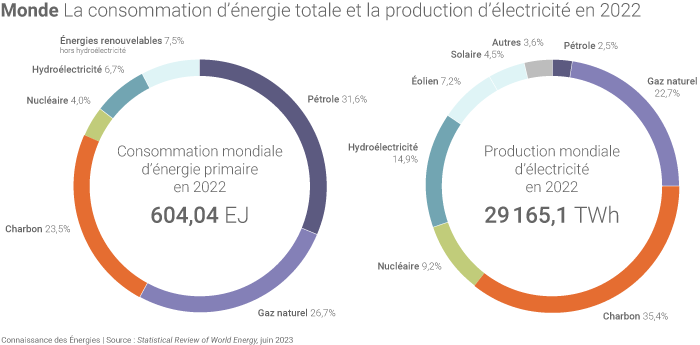 Monde La consommation d'énergie totale et la production d'électricité en 2022
Énergies renouvelables 7,5%
hors hydroélectricité
Hydroélectricité 6,7%
Nucléaire 4,0%
Pétrole 31,6%
Consommation mondiale
d'énergie primaire
en 2022
604,04 EJ
Charbon 23,5%
Gaz naturel 26,7%
Autres 3,6%
Pétrole 2,5%
Solaire 4,5%
Gaz naturel
22,7%
Éolien 7,2%
Hydroélectricité
14,9%
Production mondiale
d'électricité
en 2022
29 165,1 TWh
Nucléaire 9,2%
Charbon 35,4%
Connaissance des Énergies | Source : Statistical Review of World Energy, juin 2023